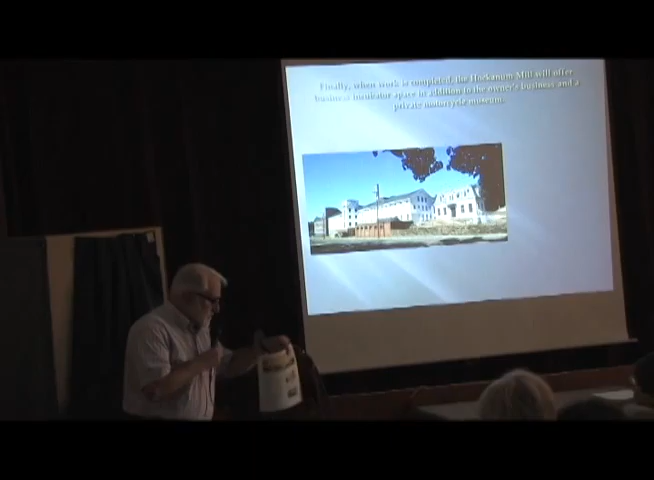 Finally, when work is completed, the Hockanum Mill will offer
business incubator space in addition to the owner's business and a
private motorcycle museum.